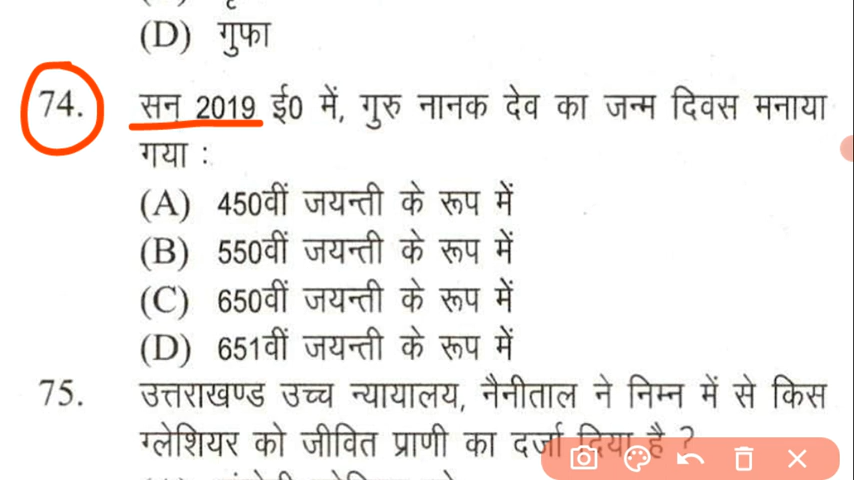 (D) गुफा
74. सन् 2019 ई0 में, गुरु नानक देव का जन्म दिवस मनाया
गया :
(A) 450वीं जयन्ती के रूप में
(B) 550वीं जयन्ती के रूप में
(C) 650वीं जयन्ती के रूप में
(D) 651वीं जयन्ती के रूप में
75. उत्तराखण्ड उच्च न्यायालय, नैनीताल ने निम्न में से किस
ग्लेशियर को जीवित प्राणी का दर्जा दिया है ?